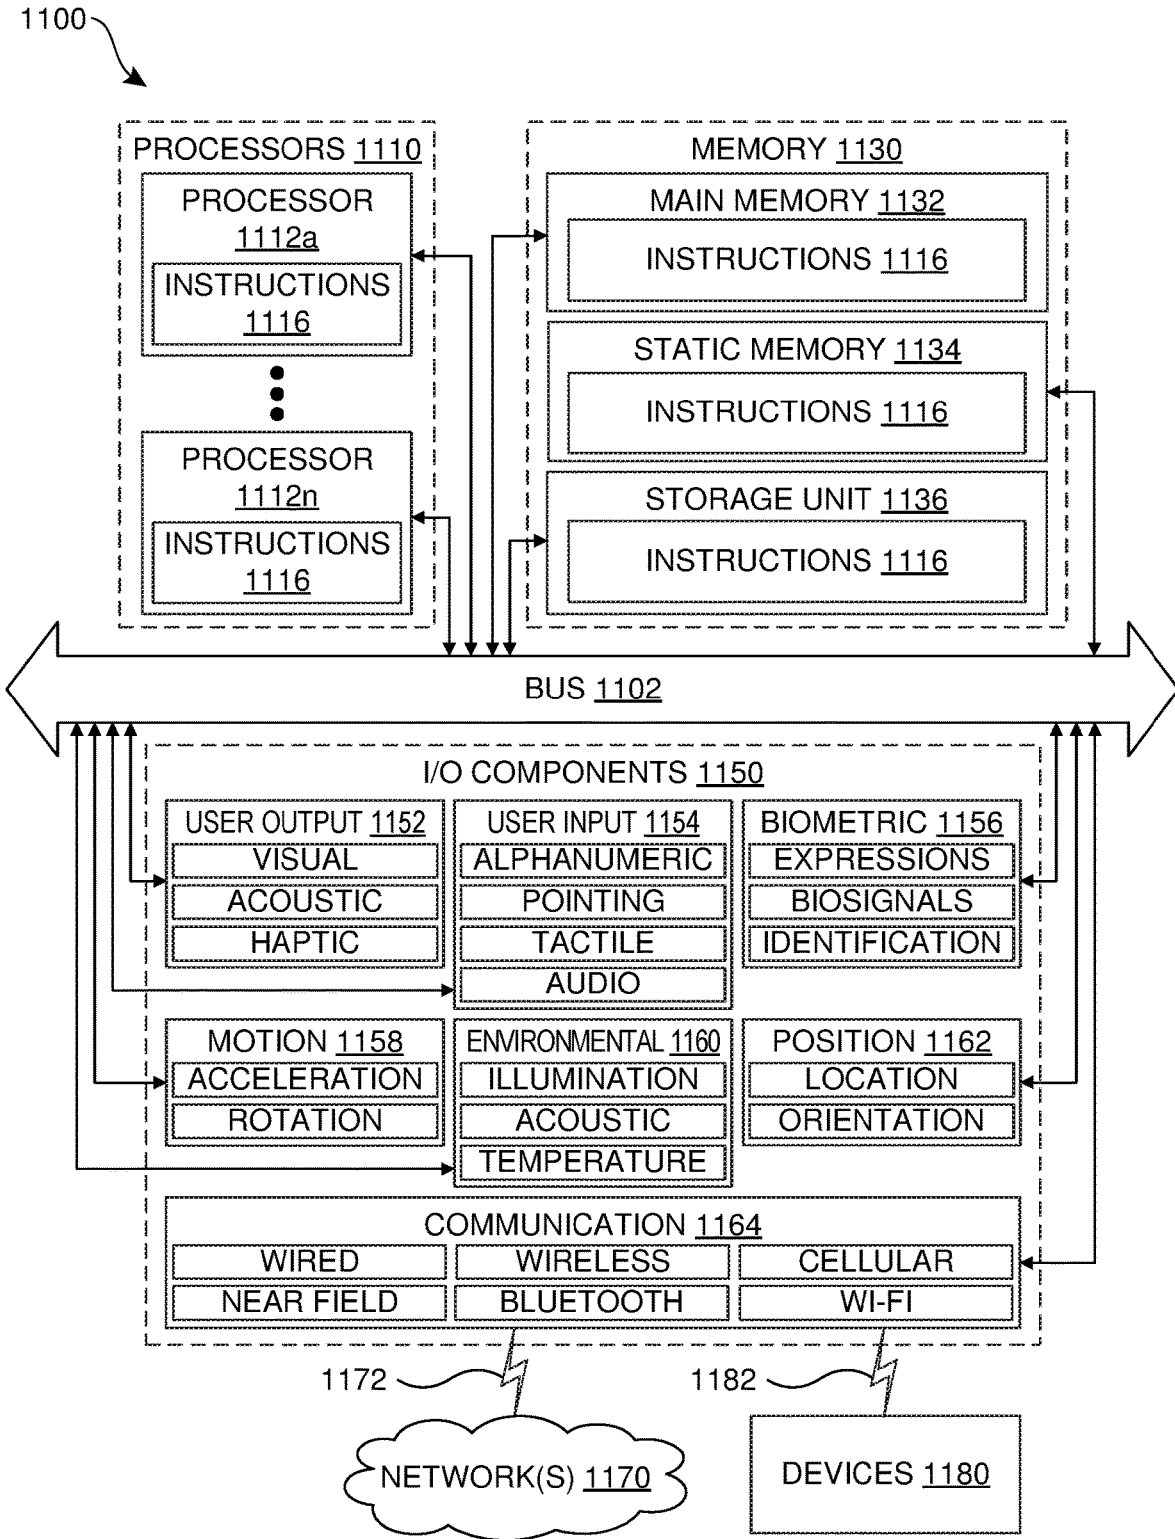 1100
PROCESSORS 1110
PROCESSOR
1112a
INSTRUCTIONS
1116
PROCESSOR
1112n
INSTRUCTIONS
1116
MEMORY 1130
MAIN MEMORY 1132
INSTRUCTIONS 1116
STATIC MEMORY 1134
INSTRUCTIONS 1116
STORAGE UNIT 1136
INSTRUCTIONS 1116
BUS 1102
I/O COMPONENTS 1150
USER OUTPUT 1152
VISUAL
ACOUSTIC
HAPTIC
USER INPUT 1154
ALPHANUMERIC
POINTING
TACTILE
AUDIO
BIOMETRIC 1156
EXPRESSIONS
BIOSIGNALS
IDENTIFICATION
MOTION 1158
ACCELERATION
ROTATION
ENVIRONMENTAL 1160
ILLUMINATION
ACOUSTIC
TEMPERATURE
POSITION 1162
LOCATION
ORIENTATION
COMMUNICATION 1164
WIRED
WIRELESS
CELLULAR
NEAR FIELD
BLUETOOTH
WI-FI
1172
1182
NETWORK(S) 1170
DEVICES 1180